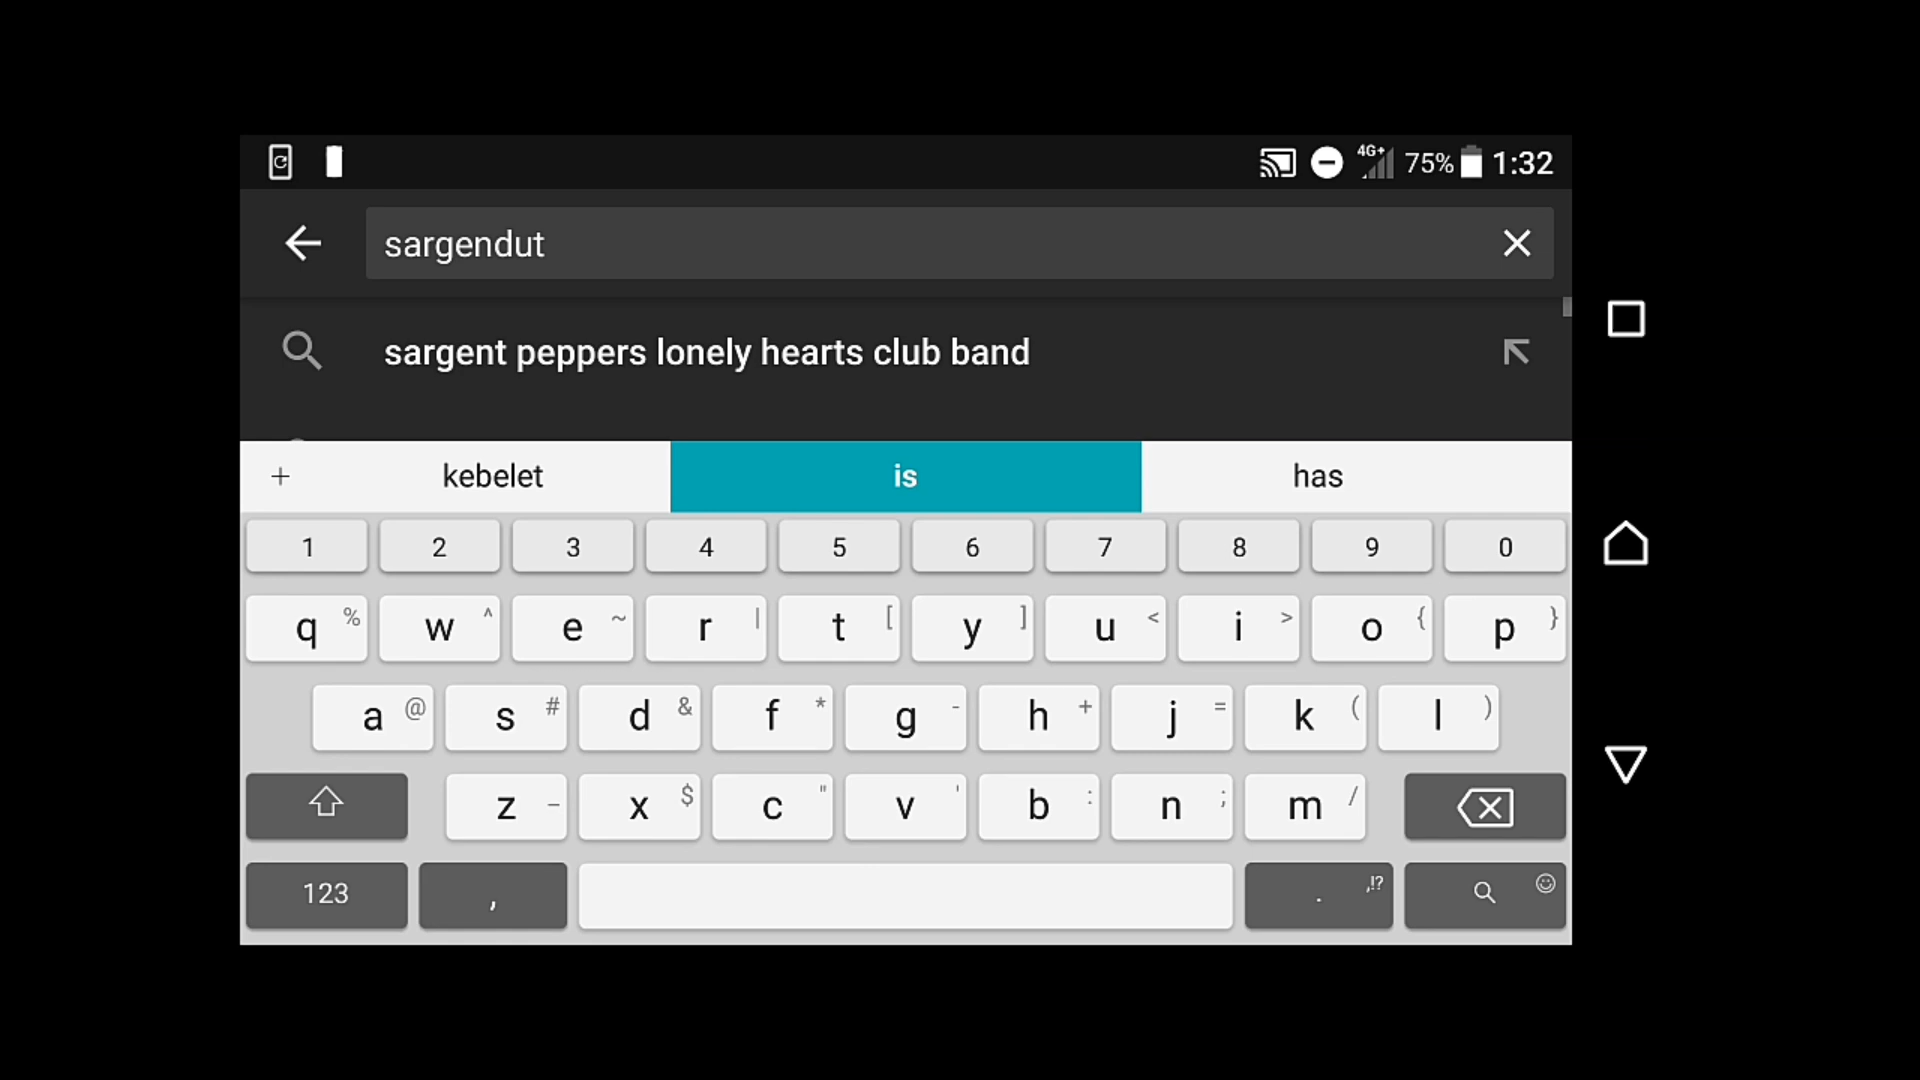 4G+ 75% 1:32
sargendut
sargent peppers lonely hearts club band
+ kebelet is has
1 2 3 4 5 6 7 8 9 0
q % w ^ e ~ r | t [ y ] u < i > o { p }
a @ s # d & f * g - h + j = k ( l )
z _ x $ c " v ' b : n ; m /
123 , . ,!?